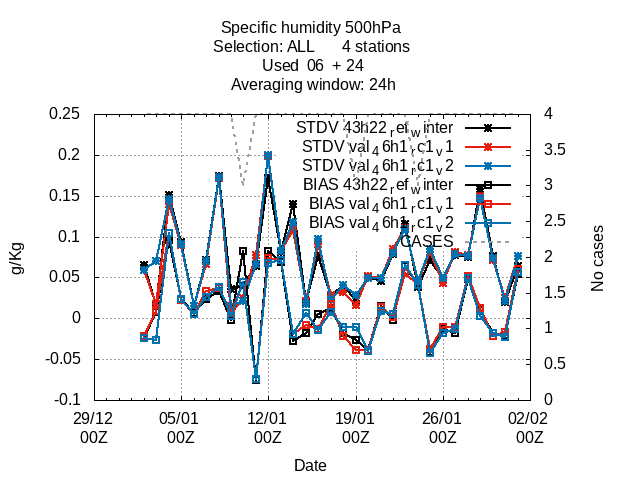 Specific humidity 500hPa
Selection: ALL 4 stations
Used 06 + 24
Averaging window: 24h
0.25
0.2
0.15
0.1
0.05
0
-0.05
-0.1
g/Kg
4
3.5
3
2.5
2
1.5
1
0.5
0
No cases
STDV 43h22_ref_winter
STDV val_46h1_rc1_v1
STDV val_46h1_rc1_v2
BIAS 43h22_ref_winter
BIAS val_46h1_rc1_v1
BIAS val_46h1_rc1_v2
CASES
29/12 05/01 12/01 19/01 26/01 02/02
00Z 00Z 00Z 00Z 00Z 00Z
Date